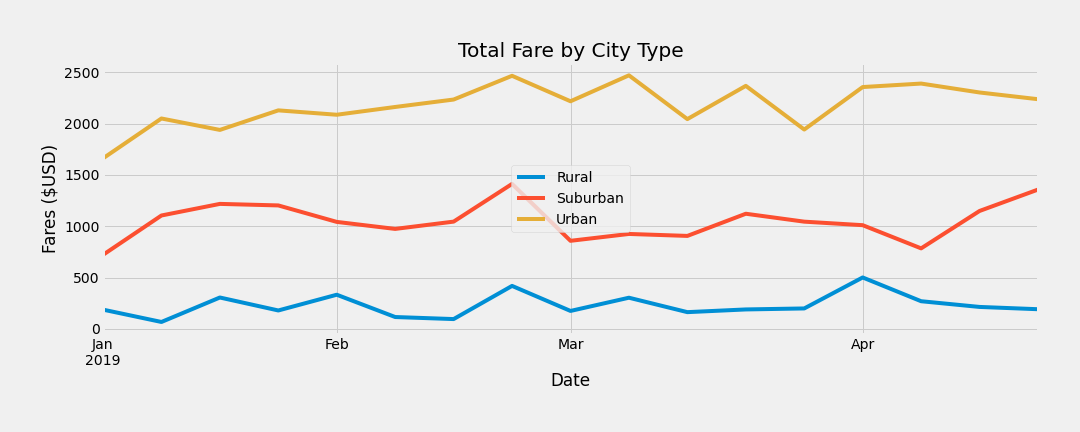 Total Fare by City Type
Fares ($USD)
2500
2000
1500
1000
500
0
Rural
Suburban
Urban
Jan Feb Mar Apr
2019
Date